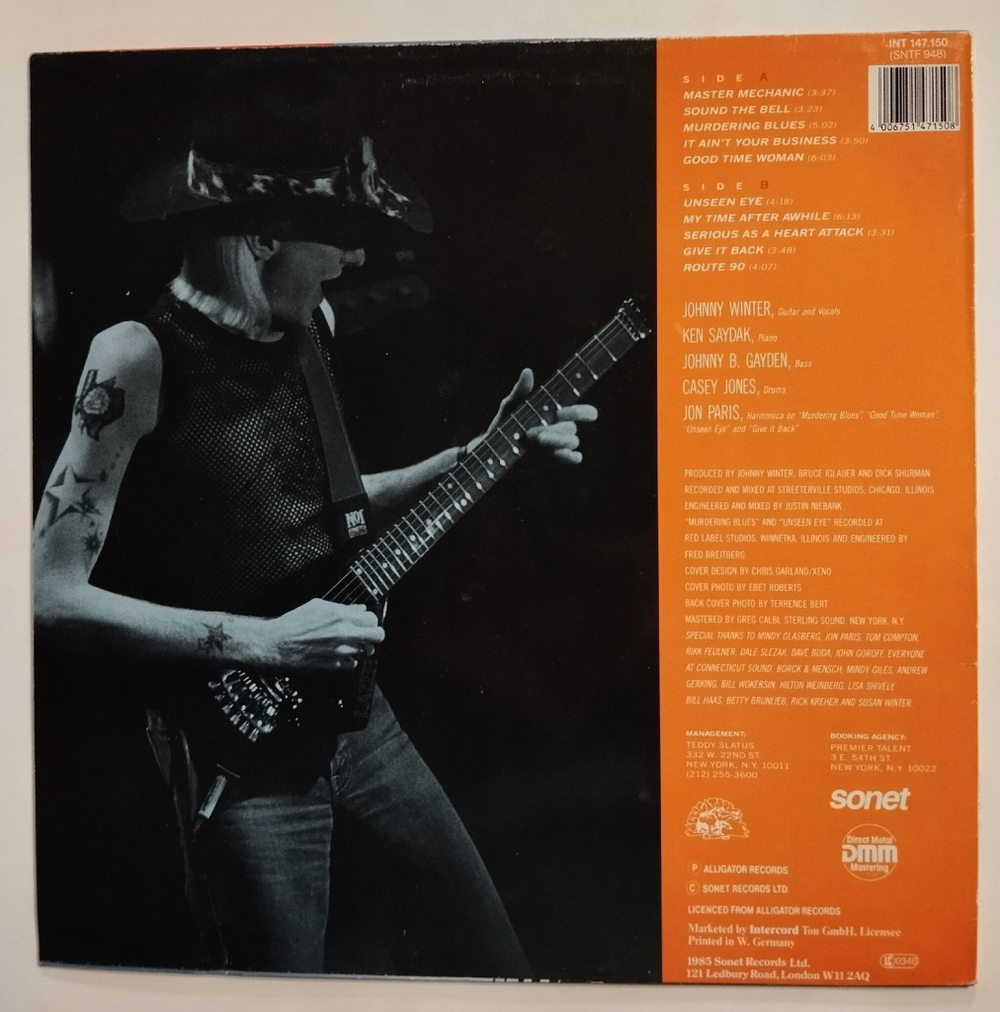 INT 147.150
(SNTF 948)
4 006751 471508
SIDE A
MASTER MECHANIC (3:37)
SOUND THE BELL (3:23)
MURDERING BLUES (5:02)
IT AIN'T YOUR BUSINESS (3:50)
GOOD TIME WOMAN (6:03)
SIDE B
UNSEEN EYE (4:18)
MY TIME AFTER AWHILE (6:13)
SERIOUS AS A HEART ATTACK (3:31)
GIVE IT BACK (3:48)
ROUTE 90 (4:07)
JOHNNY WINTER, Guitar and Vocals
KEN SAYDAK, Piano
JOHNNY B. GAYDEN, Bass
CASEY JONES, Drums
JON PARIS, Harmonica on "Murdering Blues", "Good Time Woman",
"Unseen Eye" and "Give It Back"
PRODUCED BY JOHNNY WINTER, BRUCE IGLAUER AND DICK SHURMAN
RECORDED AND MIXED AT STREETERVILLE STUDIOS, CHICAGO, ILLINOIS
ENGINEERED AND MIXED BY JUSTIN NIEBANK
"MURDERING BLUES" AND "UNSEEN EYE" RECORDED AT
RED LABEL STUDIOS, WINNETKA, ILLINOIS AND ENGINEERED BY
FRED BREITBERG
COVER DESIGN BY CHRIS GARLAND/XENO
COVER PHOTO BY EBET ROBERTS
BACK COVER PHOTO BY TERRENCE BERT
MASTERED BY GREG CALBI, STERLING SOUND, NEW YORK, N.Y.
SPECIAL THANKS TO MINDY GLASBERG, JON PARIS, TOM COMPTON,
RIKK FEULNER, DALE SLEZAK, DAVE BUDA, JOHN GOROFF, EVERYONE
AT CONNECTICUT SOUND, BORCK & MENSCH, MINDY GILES, ANDREW
GERKING, BILL WOKERSIN, HILTON WEINBERG, LISA SHIVELY,
BILL HAAS, BETTY BRUNLIEB, RICK KREHER AND SUSAN WINTER.
MANAGEMENT:
TEDDY SLATUS
332 W. 22ND ST.
NEW YORK, N.Y. 10011
(212) 255-3600
BOOKING AGENCY:
PREMIER TALENT
3 E. 54TH ST.
NEW YORK, N.Y. 10022
sonet
Direct Metal
DMM
Mastering
P ALLIGATOR RECORDS
C SONET RECORDS LTD.
LICENCED FROM ALLIGATOR RECORDS
Marketed by Intercord Ton GmbH. Licensee
Printed in W. Germany
1985 Sonet Records Ltd.
121 Ledbury Road, London W11 2AQ
LC 0346